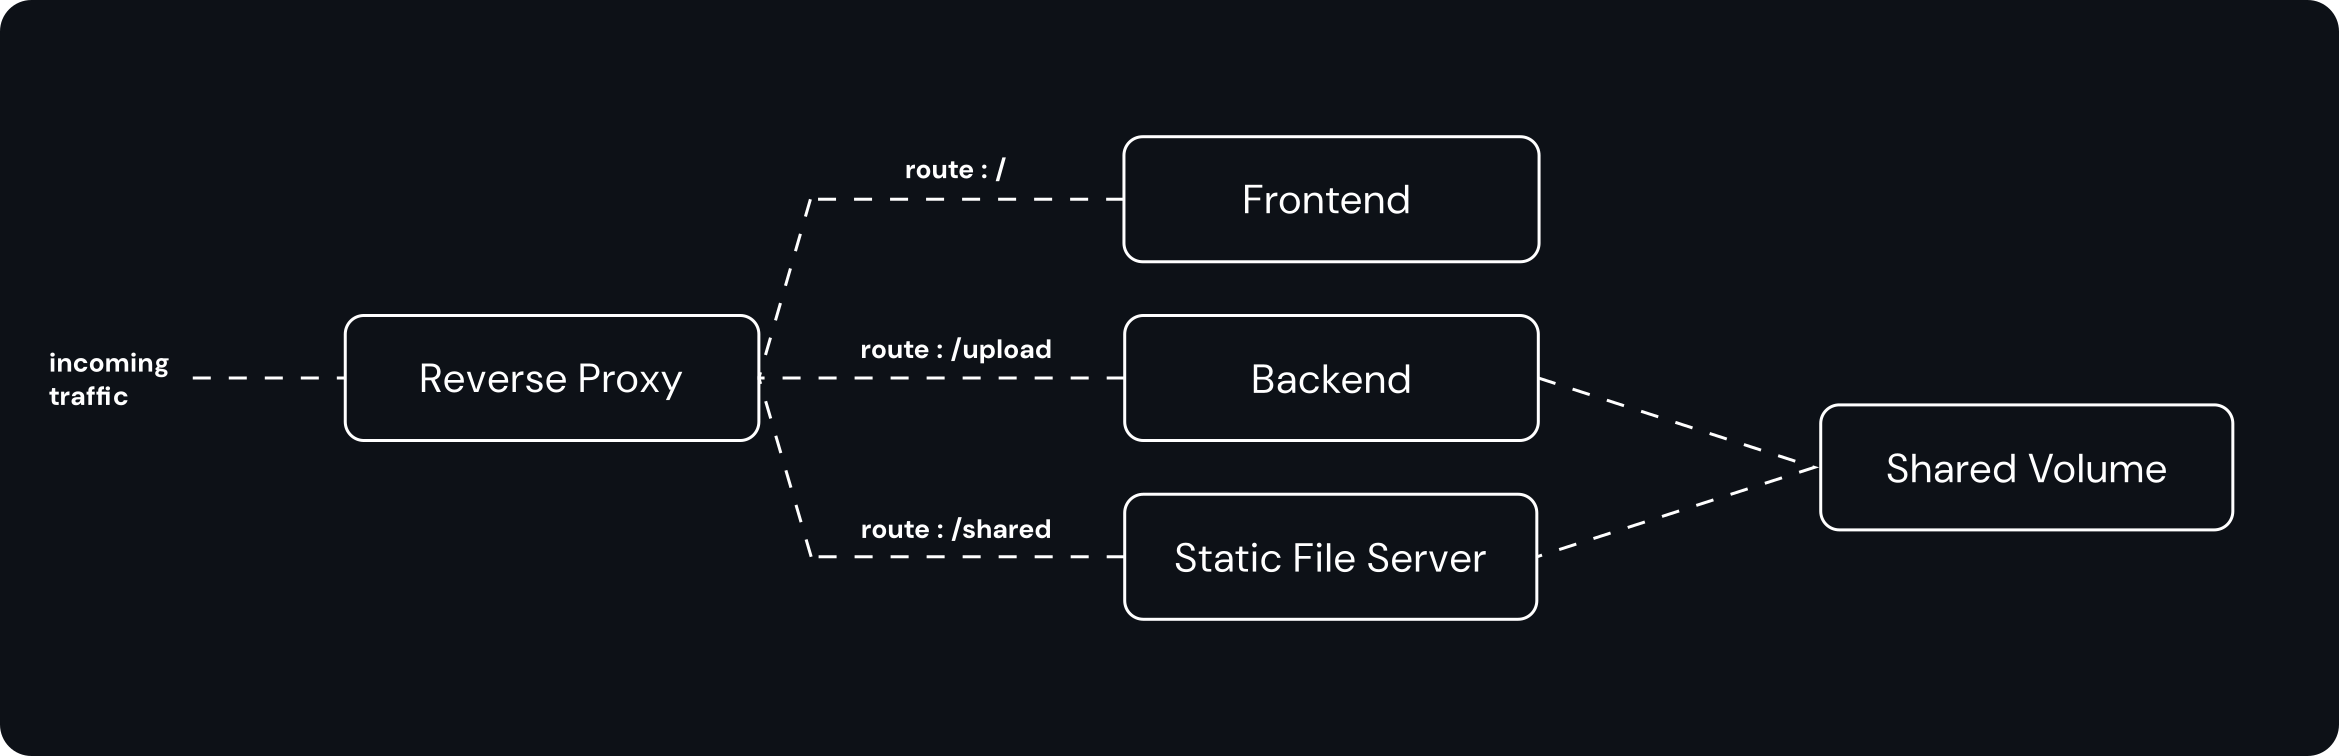 incoming
traffic
Reverse Proxy
route : /
Frontend
route : /upload
Backend
route : /shared
Static File Server
Shared Volume